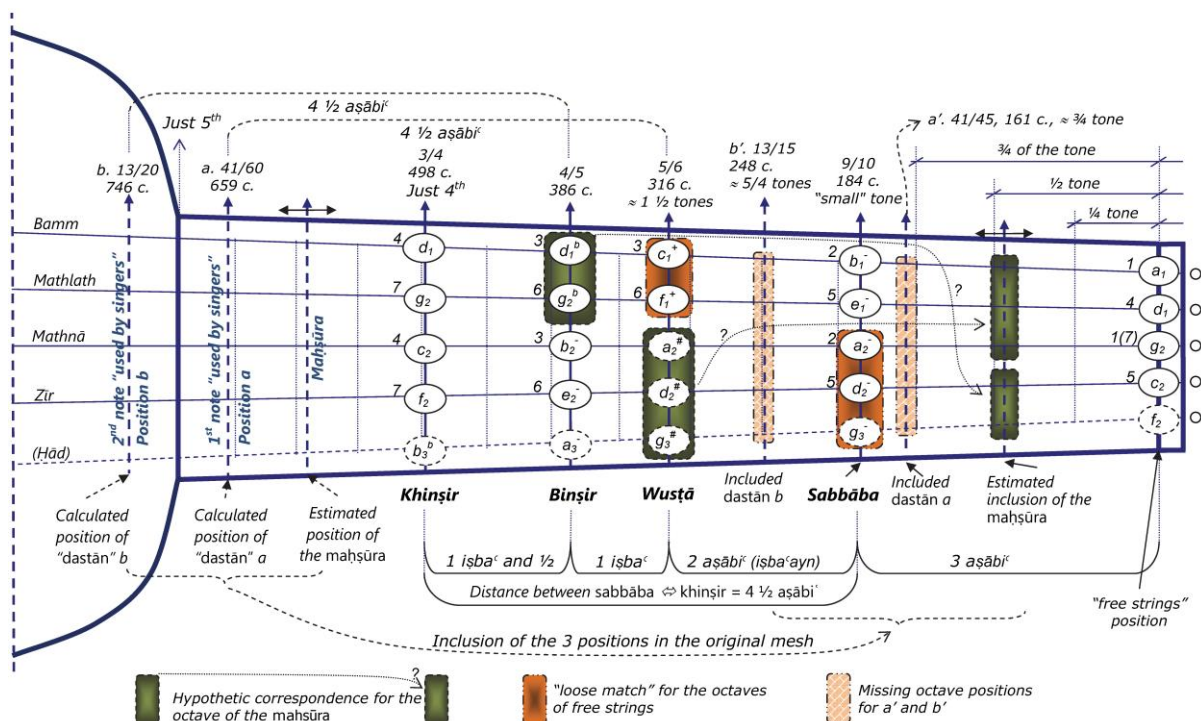 4 ½ aṣābiʿ
Just 5th
4 ½ aṣābiʿ
a’. 41/45, 161 c., ≈ ¾ tone
b. 13/20
746 c.
a. 41/60
659 c.
3/4
498 c.
Just 4th
4/5
386 c.
5/6
316 c.
≈ 1 ½ tones
b’. 13/15
248 c.
≈ 5/4 tones
9/10
184 c.
"small" tone
¾ of the tone
½ tone
¼ tone
Bamm
4 d₁
3 d₁ᵇ
3 c₁⁺
2 b₁⁻
1 a₁
Mathlath
7 g₂
6 g₂ᵇ
6 f₁⁺
5 e₁⁻
4 d₁
Mathnā
4 c₂
3 b₂⁻
a₂#
2 a₂⁻
1(7) g₂
Zīr
7 f₂
6 e₂⁻
d₂#
5 d₂⁻
5 c₂
(Hād)
b₃ᵇ
a₃
g₃#
g₃⁻
f₂
?
?
2nd note "used by singers"
Position b
1st note "used by singers"
Position a
Maḥṣūra
Khinṣir
Binṣir
Wusṭā
Included
dastān b
Sabbāba
Included
dastān a
Estimated
inclusion of the
maḥṣūra
Calculated
position of
"dastān" b
Calculated
position of
"dastān" a
Estimated
position of
the maḥṣūra
1 iṣbaʿ and ½
1 iṣbaʿ
2 aṣābiʿ (iṣbaʿayn)
3 aṣābiʿ
Distance between sabbāba ⇔ khinṣir = 4 ½ aṣābiʿ
"free strings"
position
Inclusion of the 3 positions in the original mesh
?
Hypothetic correspondence for the
octave of the maḥsūra
"loose match" for the octaves
of free strings
Missing octave positions
for a’ and b’